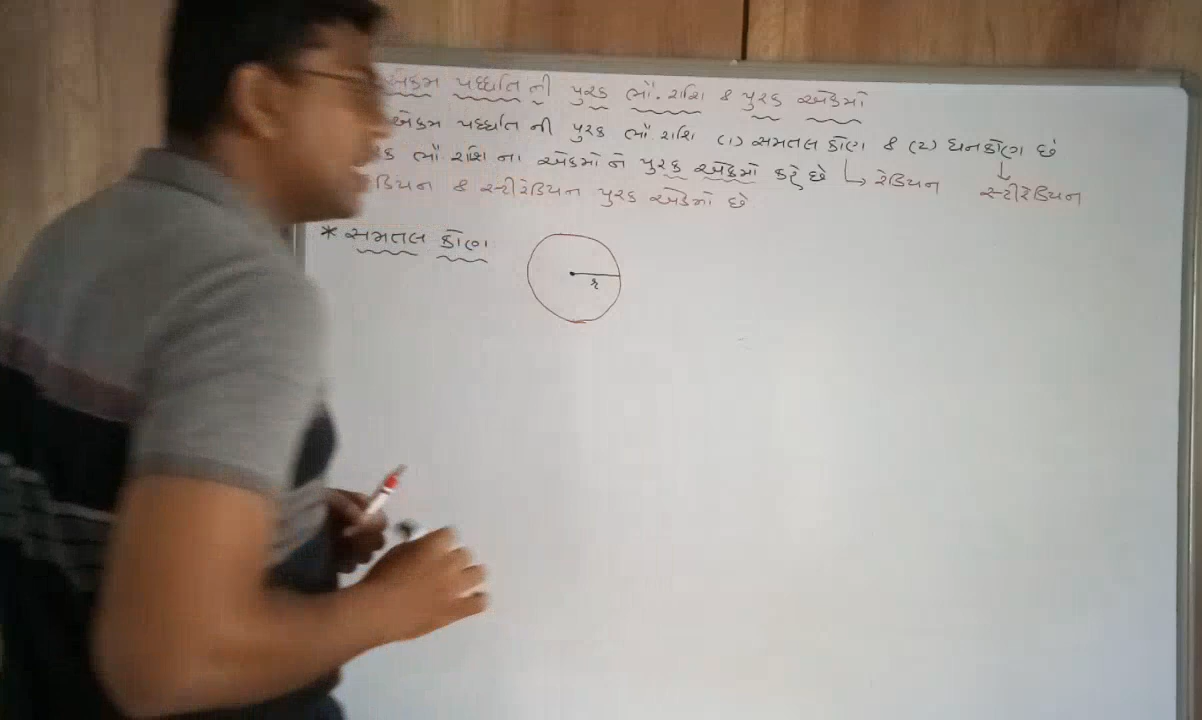 એકમ પદ્ધતિ ની પુરક ભૌ. રાશિ & પુરક એકમો
એકમ પદ્ધતિ ની પુરક ભૌ રાશિ (૧) સમતલ કોણ & (૨) ઘનકોણ છે
ક ભૌ. રાશિ ના એકમો ને પુરક એકમો કહે છે ↳ રેડિયન ↓ સ્ટીરેડિયન
ડિયન & સ્ટીરેડિયન પુરક એકમો છે
* સમતલ કોણ
r